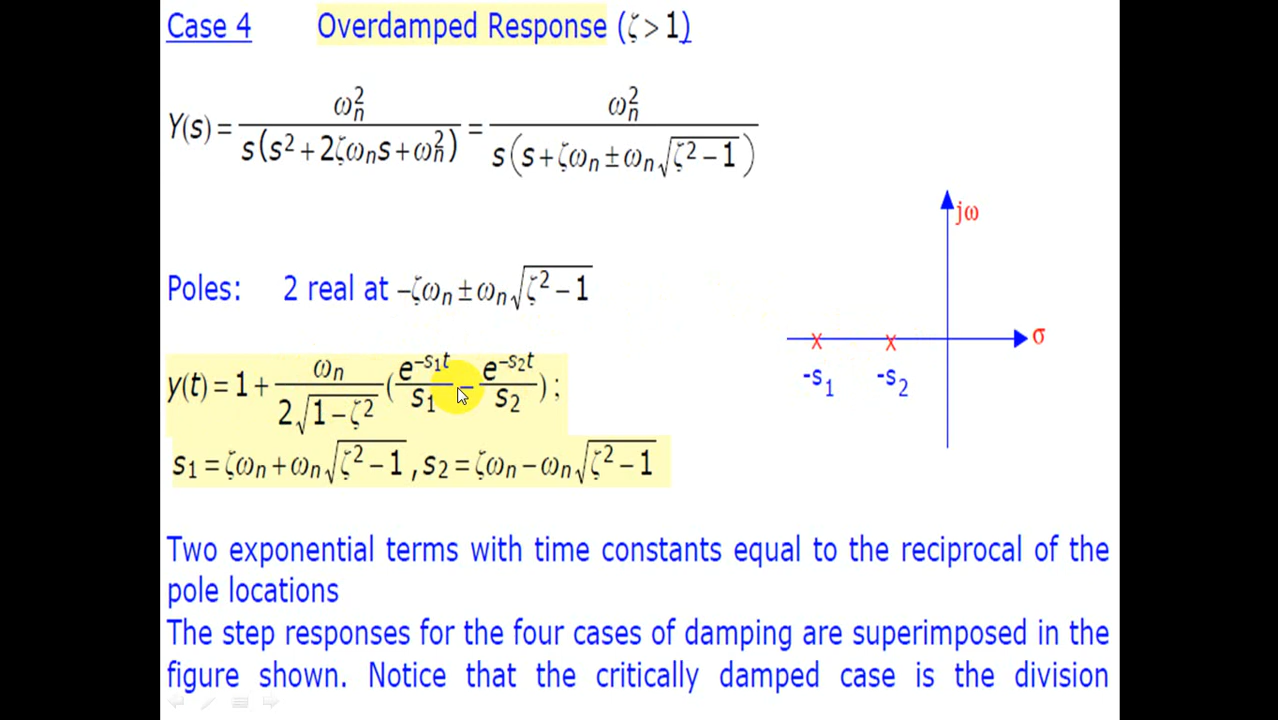 Case 4 Overdamped Response (ζ > 1)
Y(s) = ωn² / s(s² + 2ζωns + ωn²) = ωn² / s(s + ζωn ± ωn√(ζ² − 1))
jω
Poles: 2 real at −ζωn ± ωn√(ζ² − 1)
σ
-s1 -s2
y(t) = 1 + ωn / 2√(1 − ζ²) (e^(−s1t) / s1 − e^(−s2t) / s2) ;
s1 = ζωn + ωn√(ζ² − 1) , s2 = ζωn − ωn√(ζ² − 1)
Two exponential terms with time constants equal to the reciprocal of the
pole locations
The step responses for the four cases of damping are superimposed in the
figure shown. Notice that the critically damped case is the division